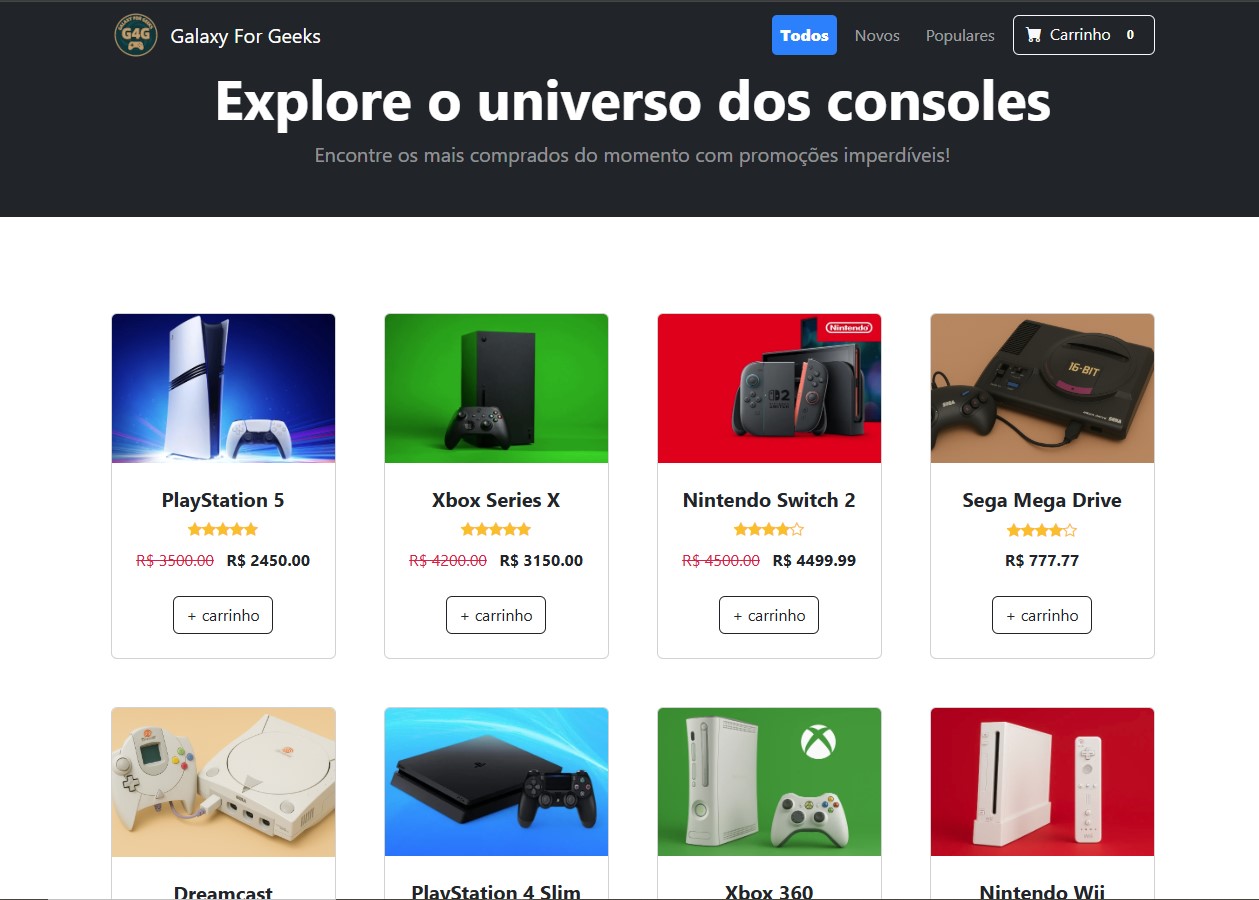 G4G
Galaxy For Geeks
Todos
Novos
Populares
Carrinho 0
Explore o universo dos consoles
Encontre os mais comprados do momento com promoções imperdíveis!
Nintendo
2
16-BIT
SEGA
PlayStation 5
R$ 3500.00 R$ 2450.00
+ carrinho
Xbox Series X
R$ 4200.00 R$ 3150.00
+ carrinho
Nintendo Switch 2
R$ 4500.00 R$ 4499.99
+ carrinho
Sega Mega Drive
R$ 777.77
+ carrinho
Dreamcast
PlayStation 4 Slim
Xbox 360
Nintendo Wii